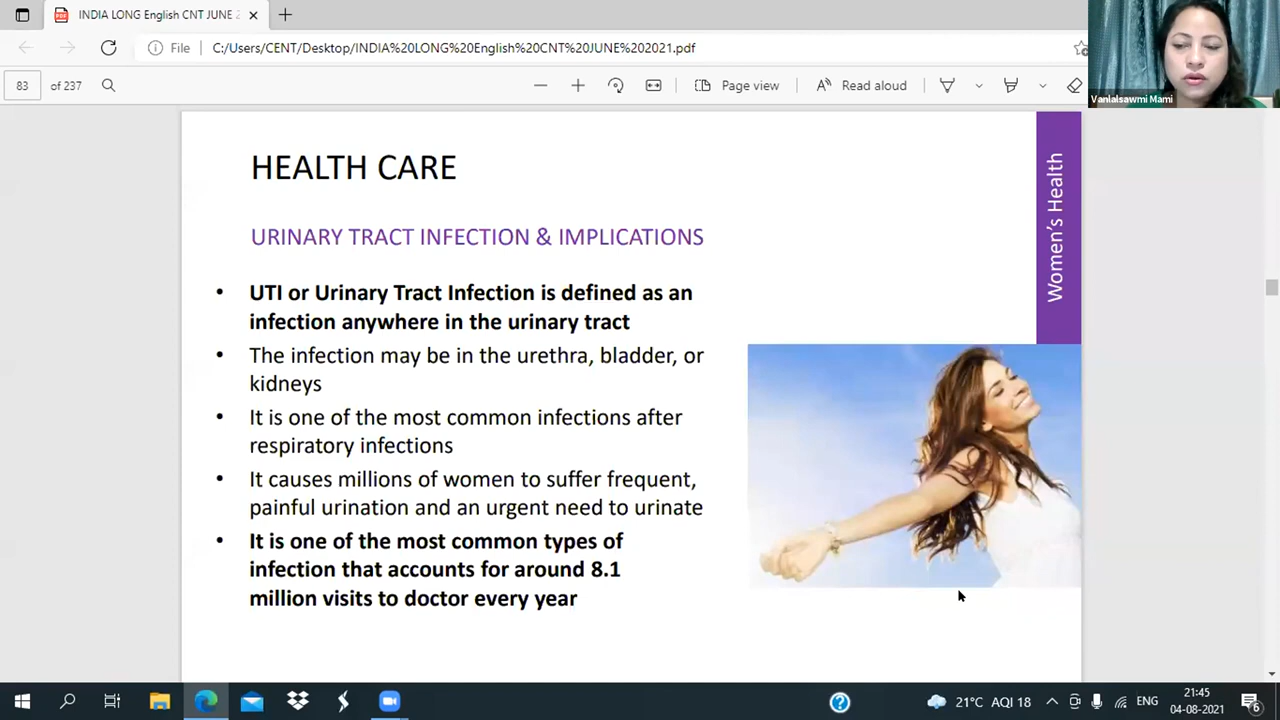 INDIA LONG English CNT JUNE 2
File
C:/Users/CENT/Desktop/INDIA%20LONG%20English%20CNT%20JUNE%202021.pdf
Vanlalsawmi Mami
83
of 237
Page view
Read aloud
HEALTH CARE
Women's Health
URINARY TRACT INFECTION & IMPLICATIONS
• UTI or Urinary Tract Infection is defined as an
infection anywhere in the urinary tract
• The infection may be in the urethra, bladder, or
kidneys
• It is one of the most common infections after
respiratory infections
• It causes millions of women to suffer frequent,
painful urination and an urgent need to urinate
• It is one of the most common types of
infection that accounts for around 8.1
million visits to doctor every year
21°C AQI 18
ENG
21:45
04-08-2021
6